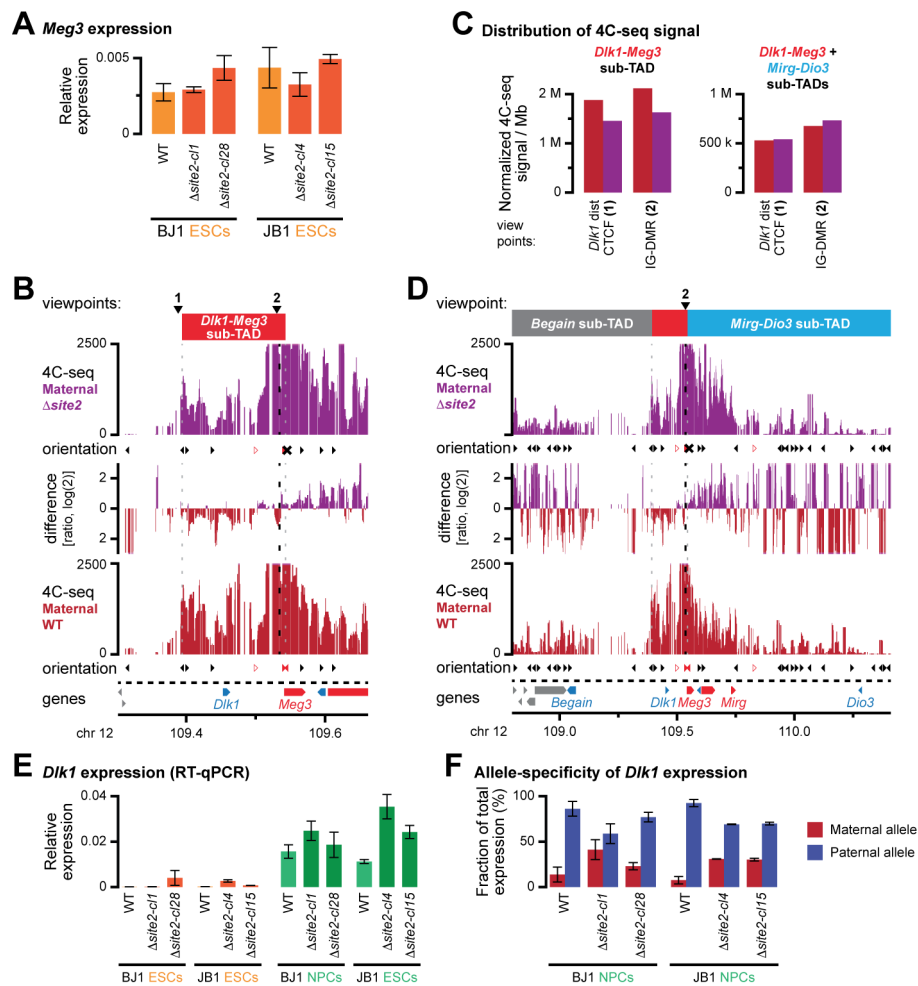 A Meg3 expression
Relative
expression
0.005
0
WT
Δsite2-cl1
Δsite2-cl28
WT
Δsite2-cl4
Δsite2-cl15
BJ1 ESCs
JB1 ESCs
C Distribution of 4C-seq signal
Dlk1-Meg3
sub-TAD
Dlk1-Meg3 +
Mirg-Dio3
sub-TADs
Normalized 4C-seq
signal / Mb
2 M
1 M
0
1 M
500 k
0
view
points:
Dlk1 dist
CTCF (1)
IG-DMR (2)
Dlk1 dist
CTCF (1)
IG-DMR (2)
B
viewpoints:
1
2
Dlk1-Meg3
sub-TAD
2500
4C-seq
Maternal
Δsite2
0
orientation
difference
[ratio, log(2)]
2
0
2
2500
4C-seq
Maternal
WT
0
orientation
genes
Dlk1
Meg3
chr 12
109.4
109.6
D
viewpoint:
2
Begain sub-TAD
Mirg-Dio3 sub-TAD
2500
4C-seq
Maternal
Δsite2
0
orientation
difference
[ratio, log(2)]
2
0
2
2500
4C-seq
Maternal
WT
0
orientation
genes
Begain
Dlk1
Meg3
Mirg
Dio3
chr 12
109.0
109.5
110.0
E Dlk1 expression (RT-qPCR)
Relative
expression
0.04
0.02
0
WT
Δsite2-cl1
Δsite2-cl28
WT
Δsite2-cl4
Δsite2-cl15
WT
Δsite2-cl1
Δsite2-cl28
WT
Δsite2-cl4
Δsite2-cl15
BJ1 ESCs
JB1 ESCs
BJ1 NPCs
JB1 ESCs
F Allele-specificity of Dlk1 expression
Fraction of total
expression (%)
100
50
0
WT
Δsite2-cl1
Δsite2-cl28
WT
Δsite2-cl4
Δsite2-cl15
BJ1 NPCs
JB1 NPCs
Maternal allele
Paternal allele